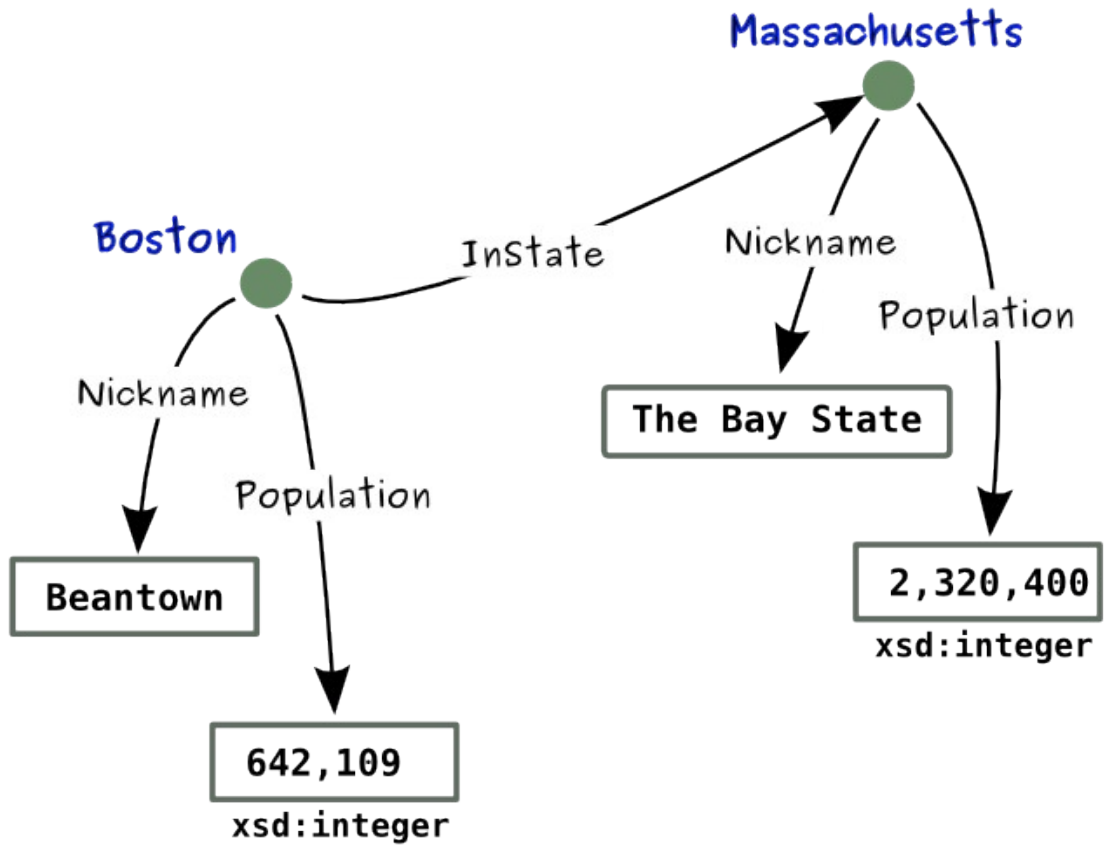 Massachusetts
Boston
InState
Nickname
Population
Nickname
The Bay State
Population
Beantown
2,320,400
xsd:integer
642,109
xsd:integer